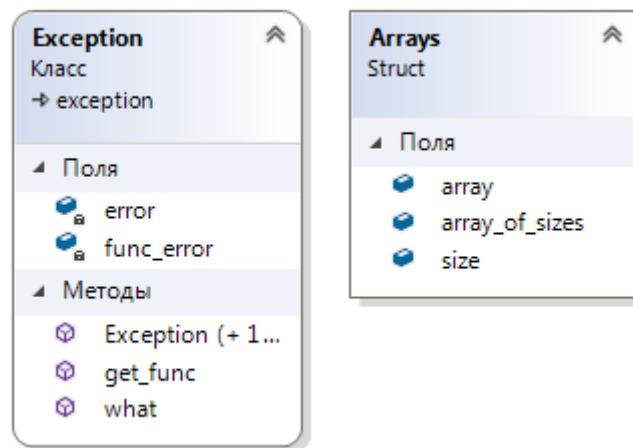 Exception
Класс
exception
Поля
error
func_error
Методы
Exception (+ 1...
get_func
what
Arrays
Struct
Поля
array
array_of_sizes
size